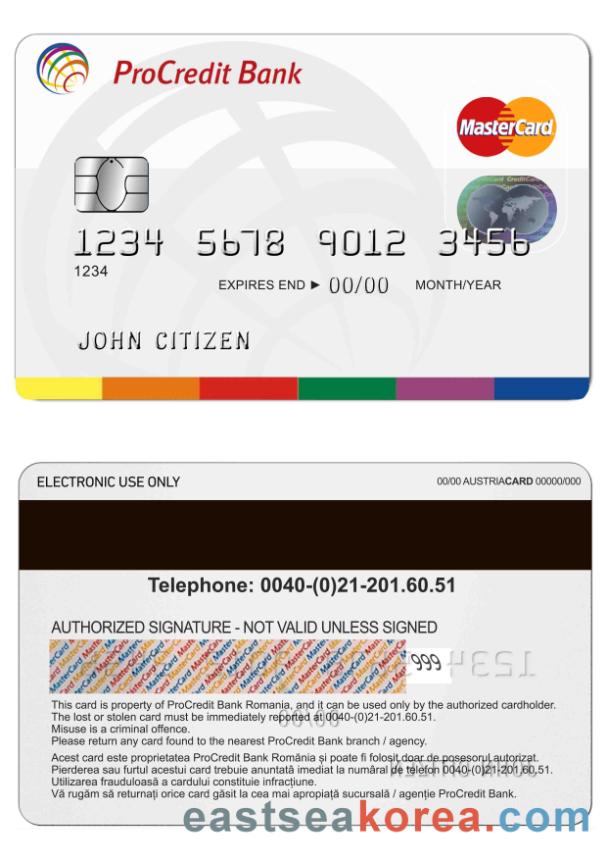 ProCredit Bank
MasterCard
1234 5678 9012 3456
1234
EXPIRES END ► 00/00 MONTH/YEAR
JOHN CITIZEN
ELECTRONIC USE ONLY
00/00 AUSTRIACARD 00000/000
Telephone: 0040-(0)21-201.60.51
AUTHORIZED SIGNATURE - NOT VALID UNLESS SIGNED
999
This card is property of ProCredit Bank Romania, and it can be used only by the authorized cardholder.
The lost or stolen card must be immediately reported at 0040-(0)21-201.60.51.
Misuse is a criminal offence.
Please return any card found to the nearest ProCredit Bank branch / agency.
Acest card este proprietatea ProCredit Bank România şi poate fi folosit doar de posesorul autorizat.
Pierderea sau furtul acestui card trebuie anuntată imediat la numâral de telefon 0040-(0)21-201.60.51.
Utilizarea frauduloasă a cardului constituie infracţiune.
Vă rugăm să returnaţi orice card găsit la cea mai apropiaţă sucursală / agenţie ProCredit Bank.
eastseakorea.com